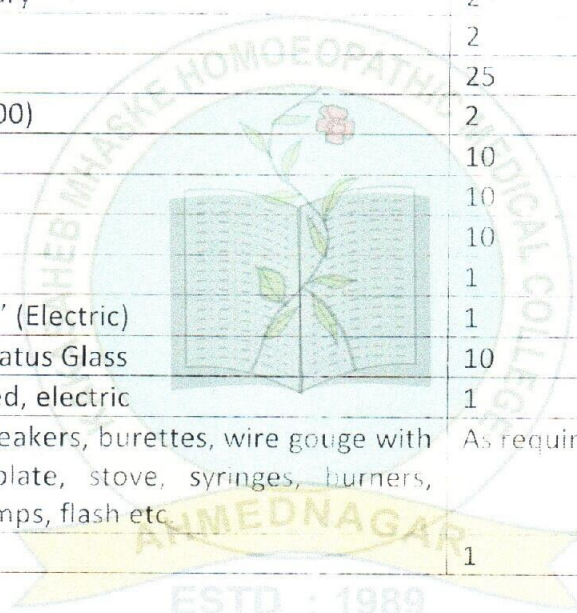 2
2
25
00) 2
10
10
10
1
(Electric) 1
atus Glass 10
ed, electric 1
eakers, burettes, wire gouge with As requir
plate, stove, syringes, burners,
mps, flash etc
1
HOMOEOPATHIC MEDICAL COLLEGE
AHMEDNAGAR
ESTD. : 1989